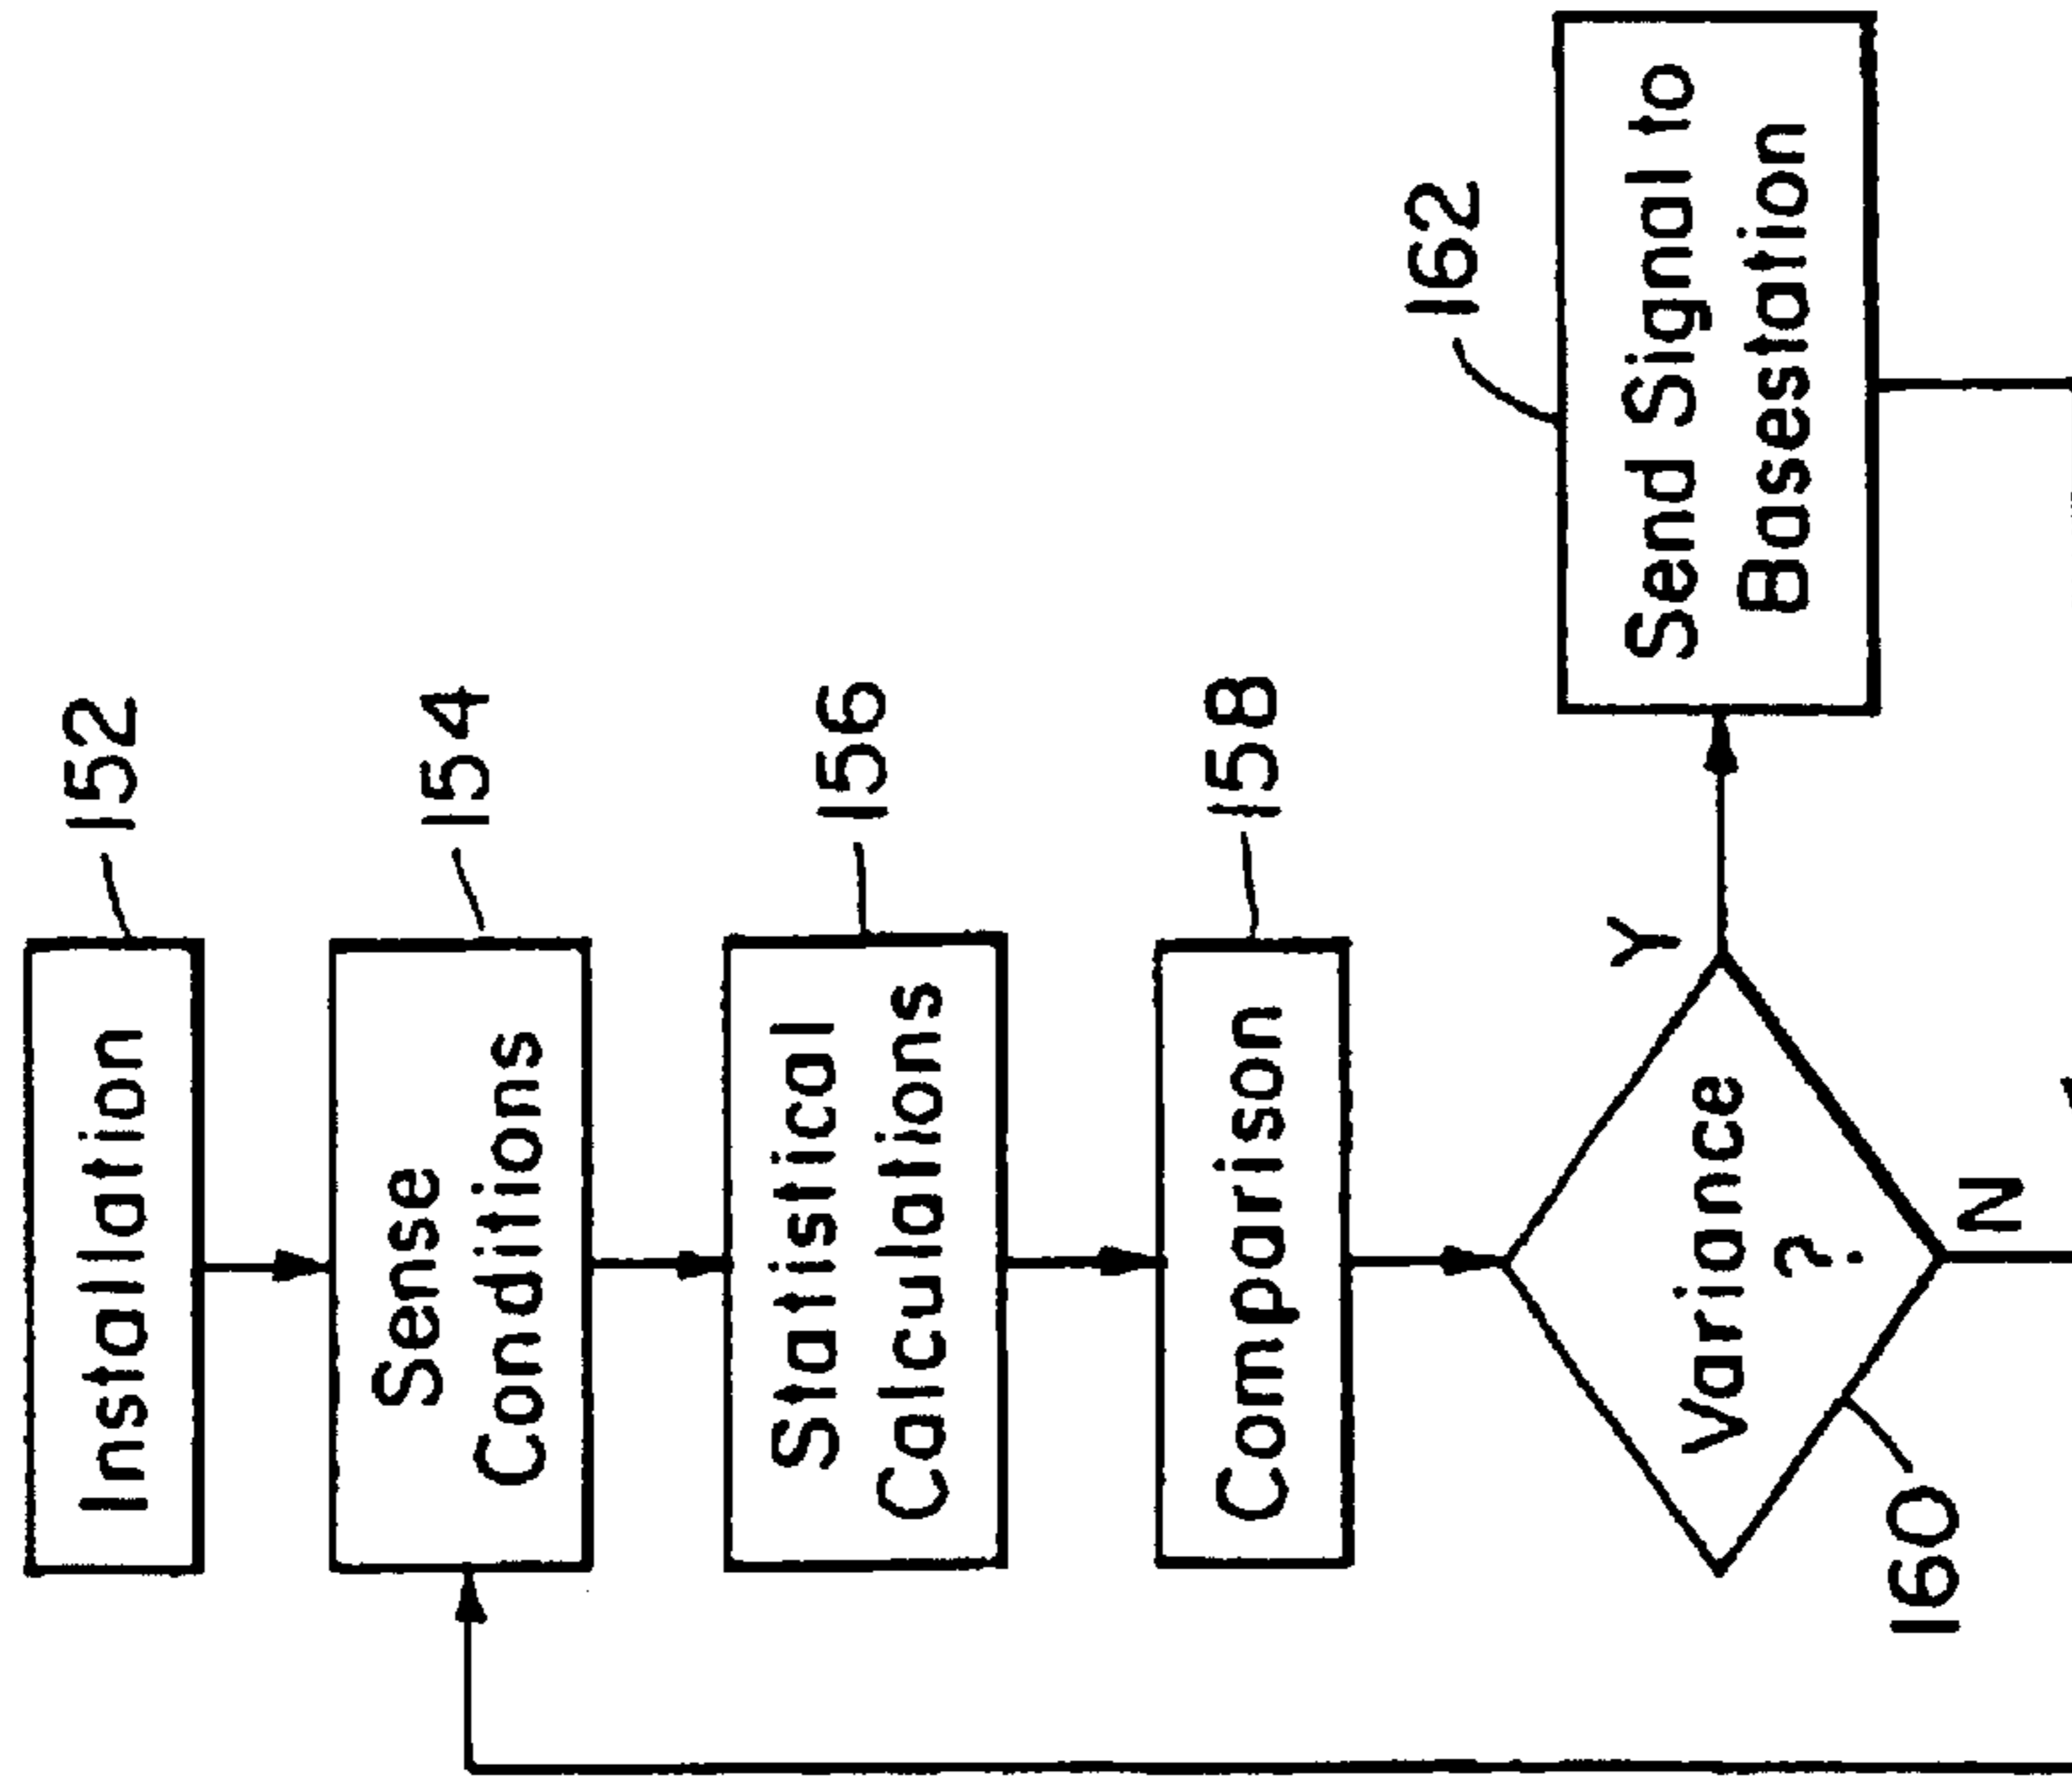 Installation
152
Sense
Conditions
154
Statistical
Calculations
156
Comparison
158
Variance
?
160
Y
N
Send Signal to
Basestation
162